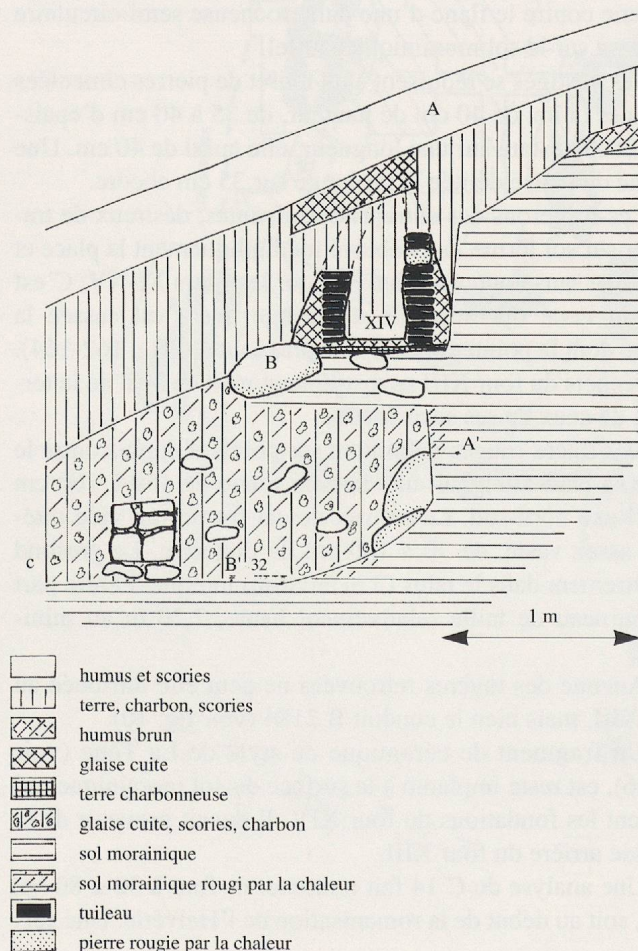 A
XIV
B
A'
c
B' 32
1 m
humus et scories
terre, charbon, scories
humus brun
glaise cuite
terre charbonneuse
glaise cuite, scories, charbon
sol morainique
sol morainique rougi par la chaleur
tuileau
pierre rougie par la chaleur